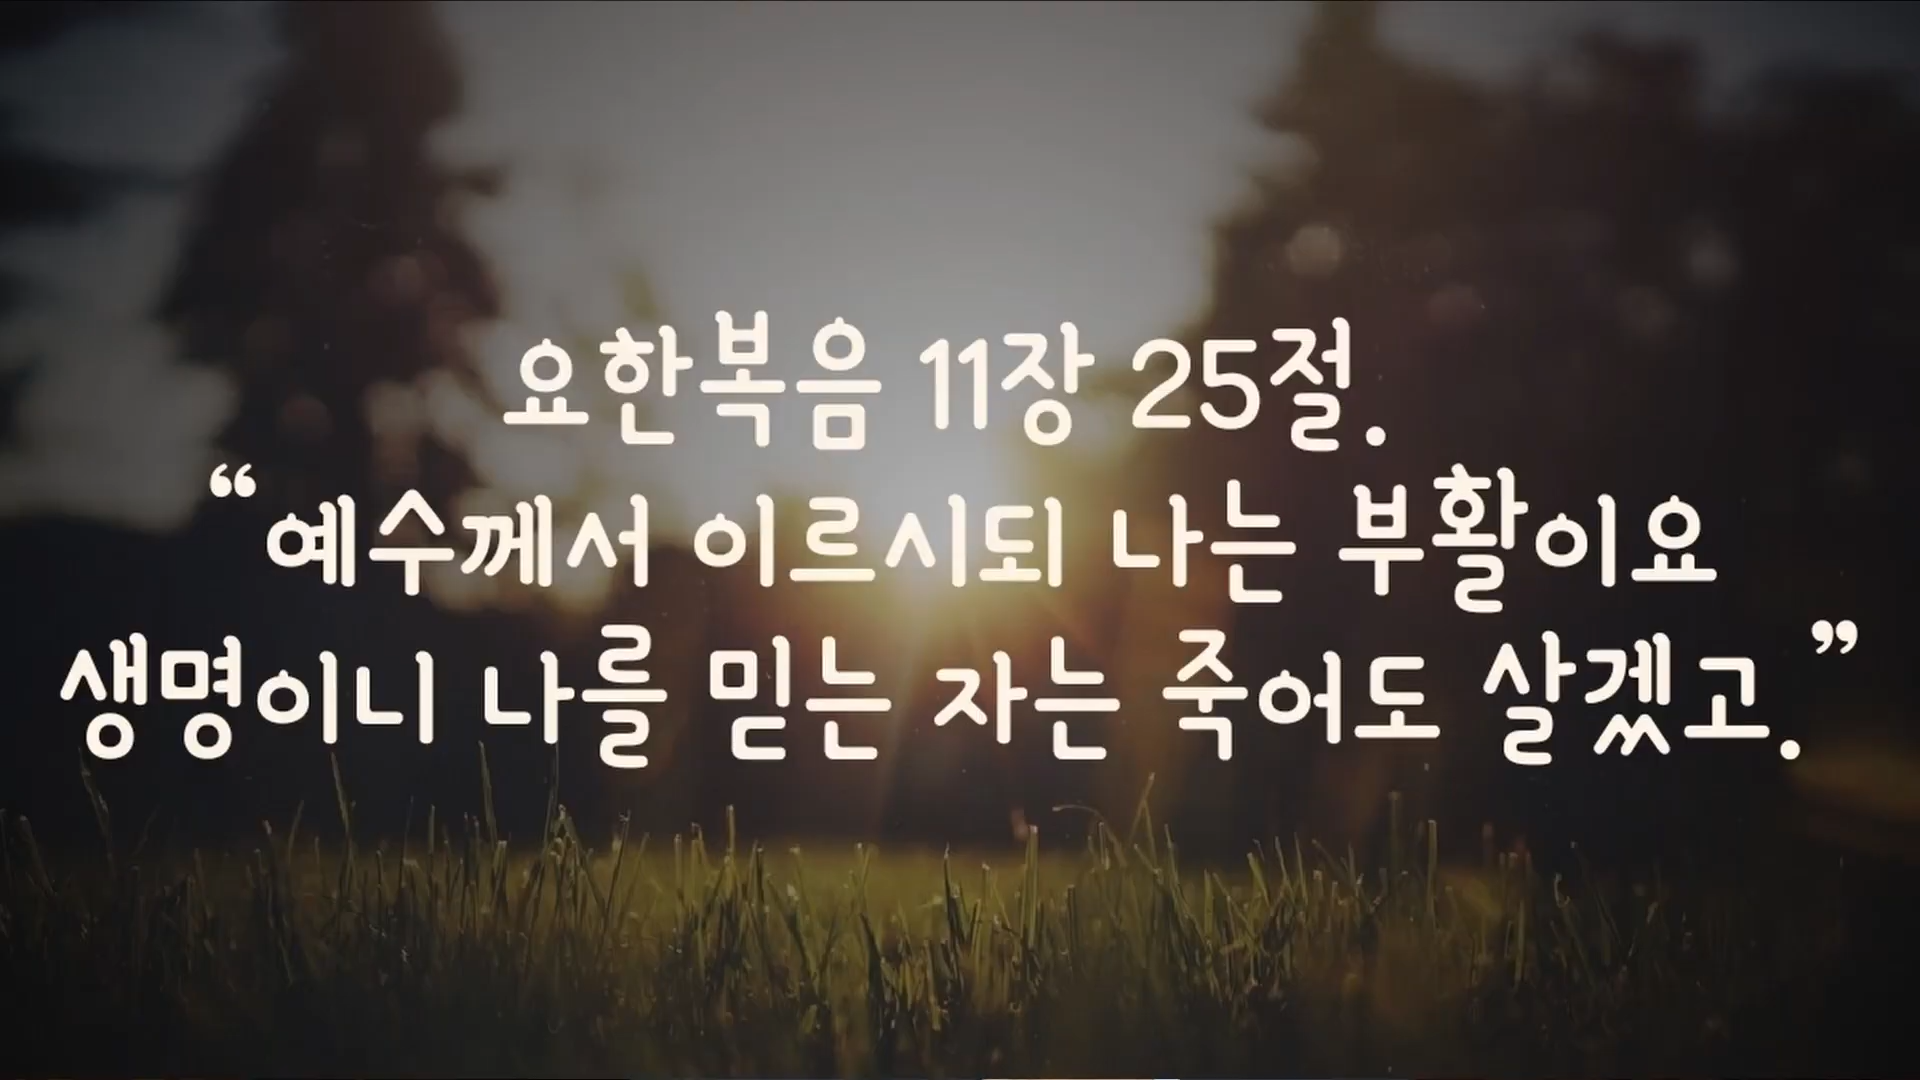 요한복음 11장 25절.
“예수께서 이르시되 나는 부활이요
생명이니 나를 믿는 자는 죽어도 살겠고.”